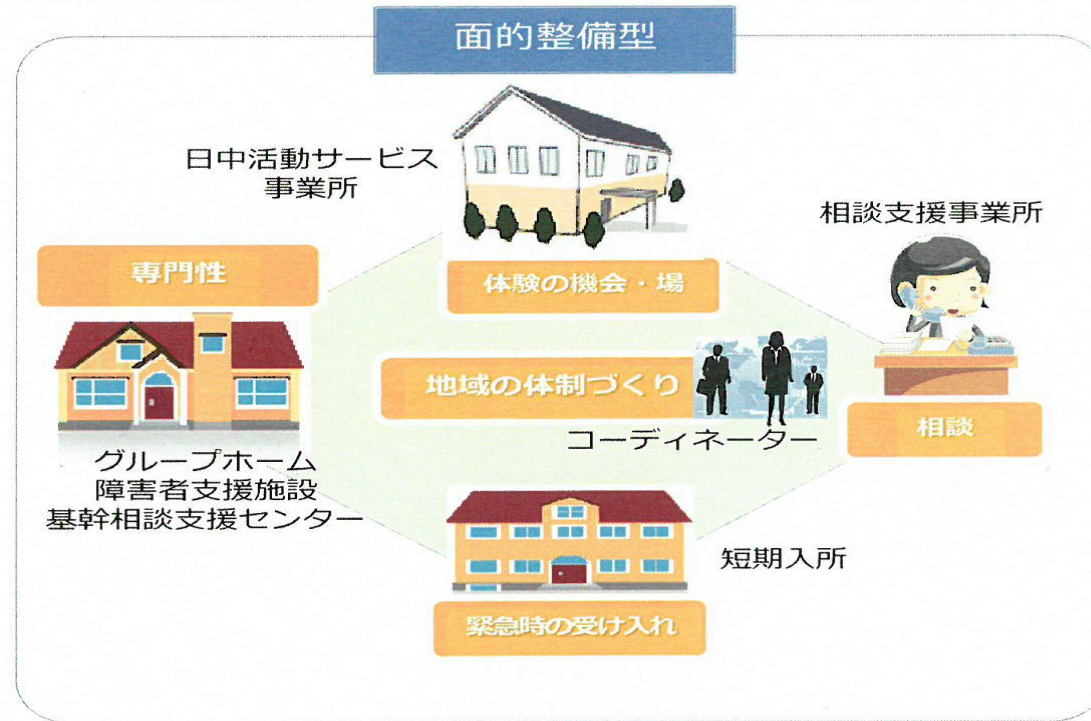 面的整備型
日中活動サービス
事業所
相談支援事業所
専門性
体験の機会・場
地域の体制づくり
コーディネーター
相談
グループホーム
障害者支援施設
基幹相談支援センター
短期入所
緊急時の受け入れ